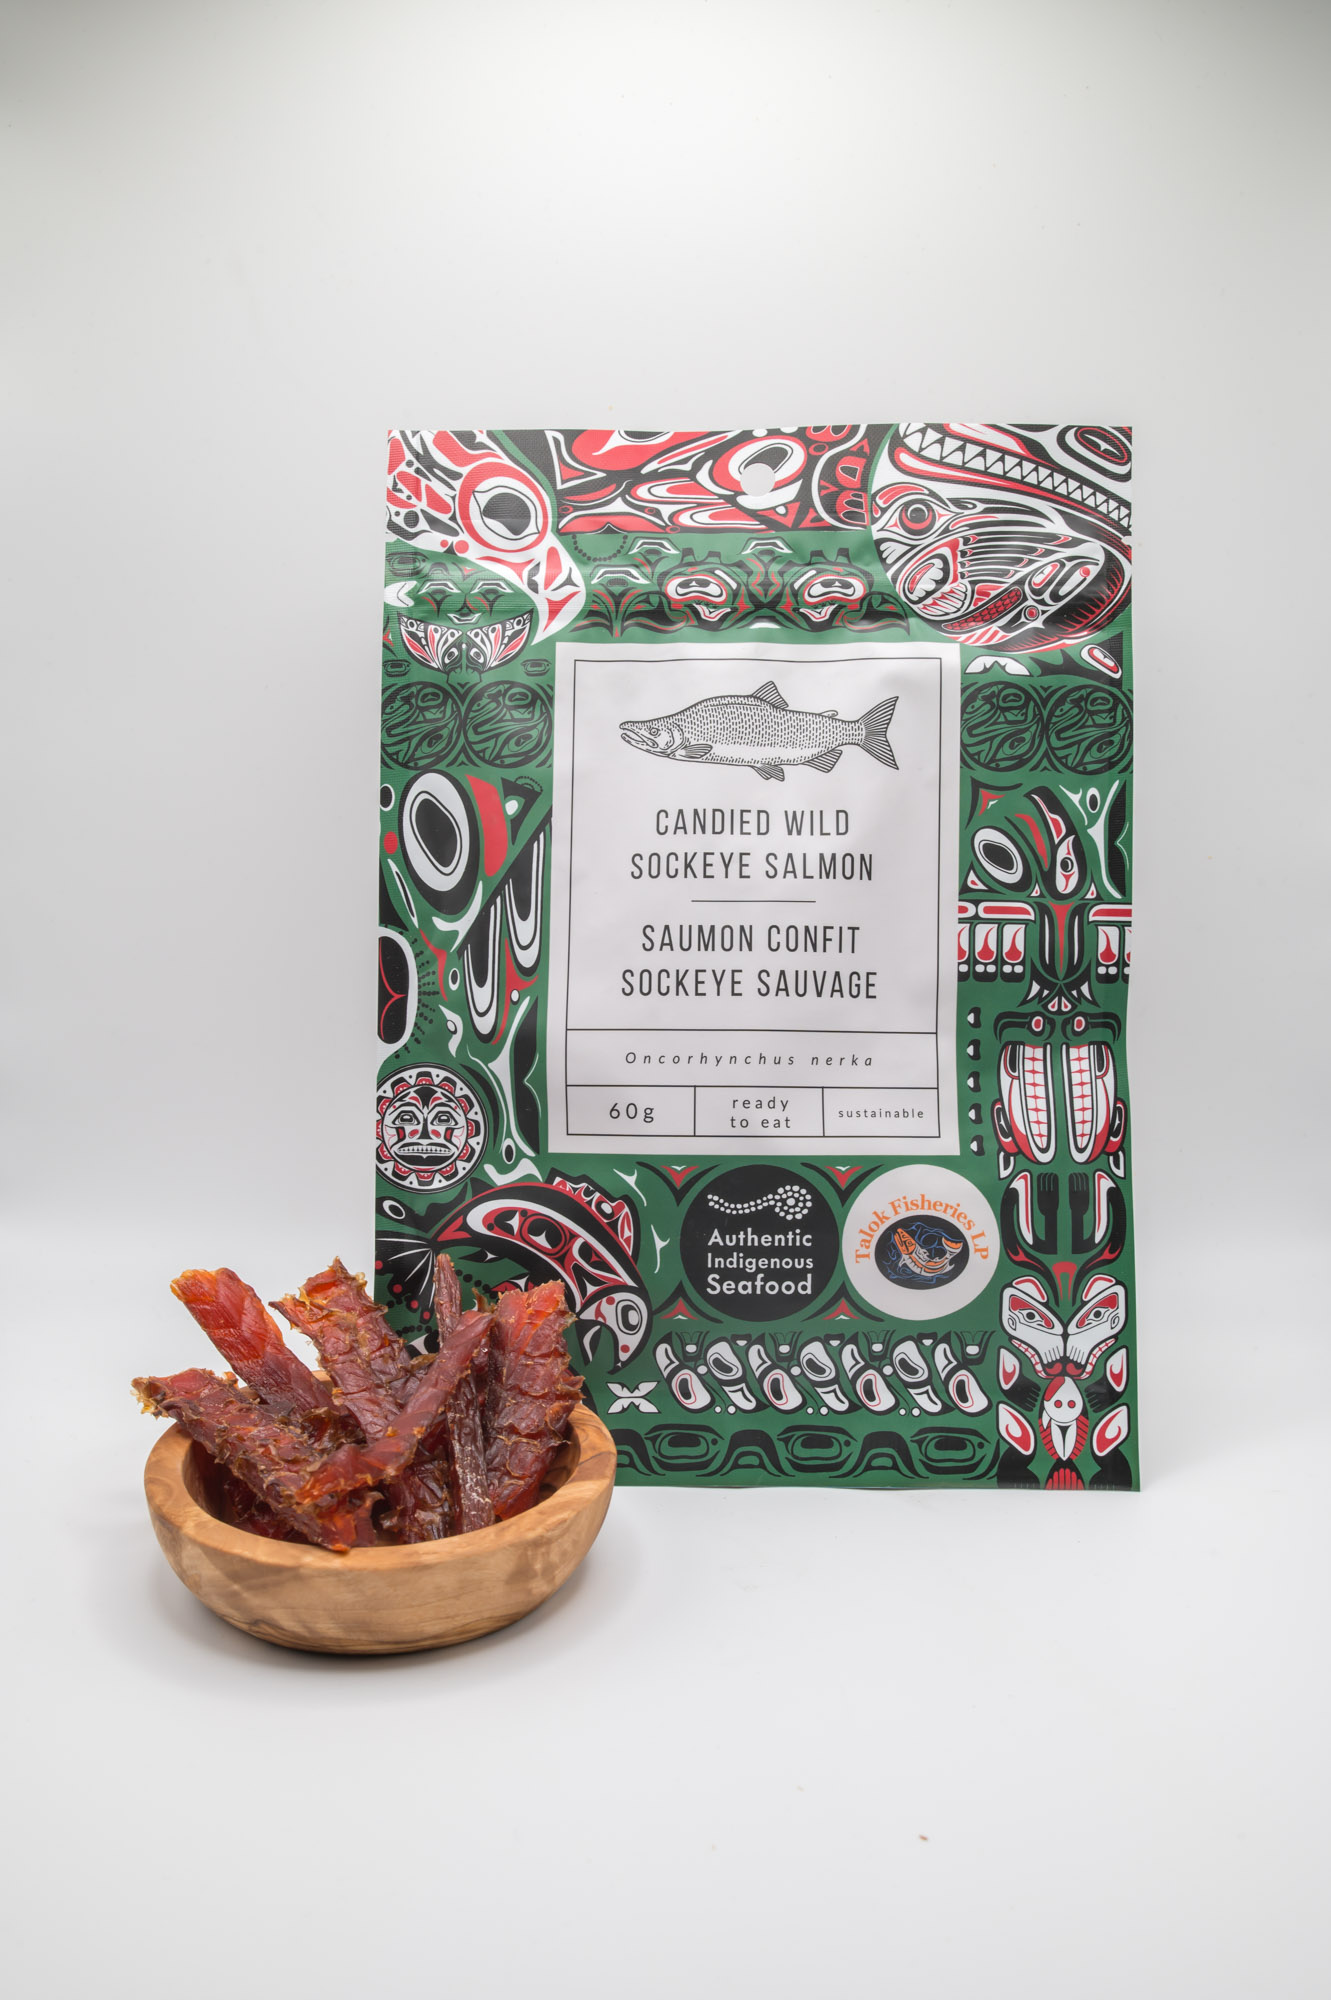 CANDIED WILD
SOCKEYE SALMON
SAUMON CONFIT
SOCKEYE SAUVAGE
Oncorhynchus nerka
60g
ready
to eat
sustainable
Authentic
Indigenous
Seafood
Talok Fisheries LP